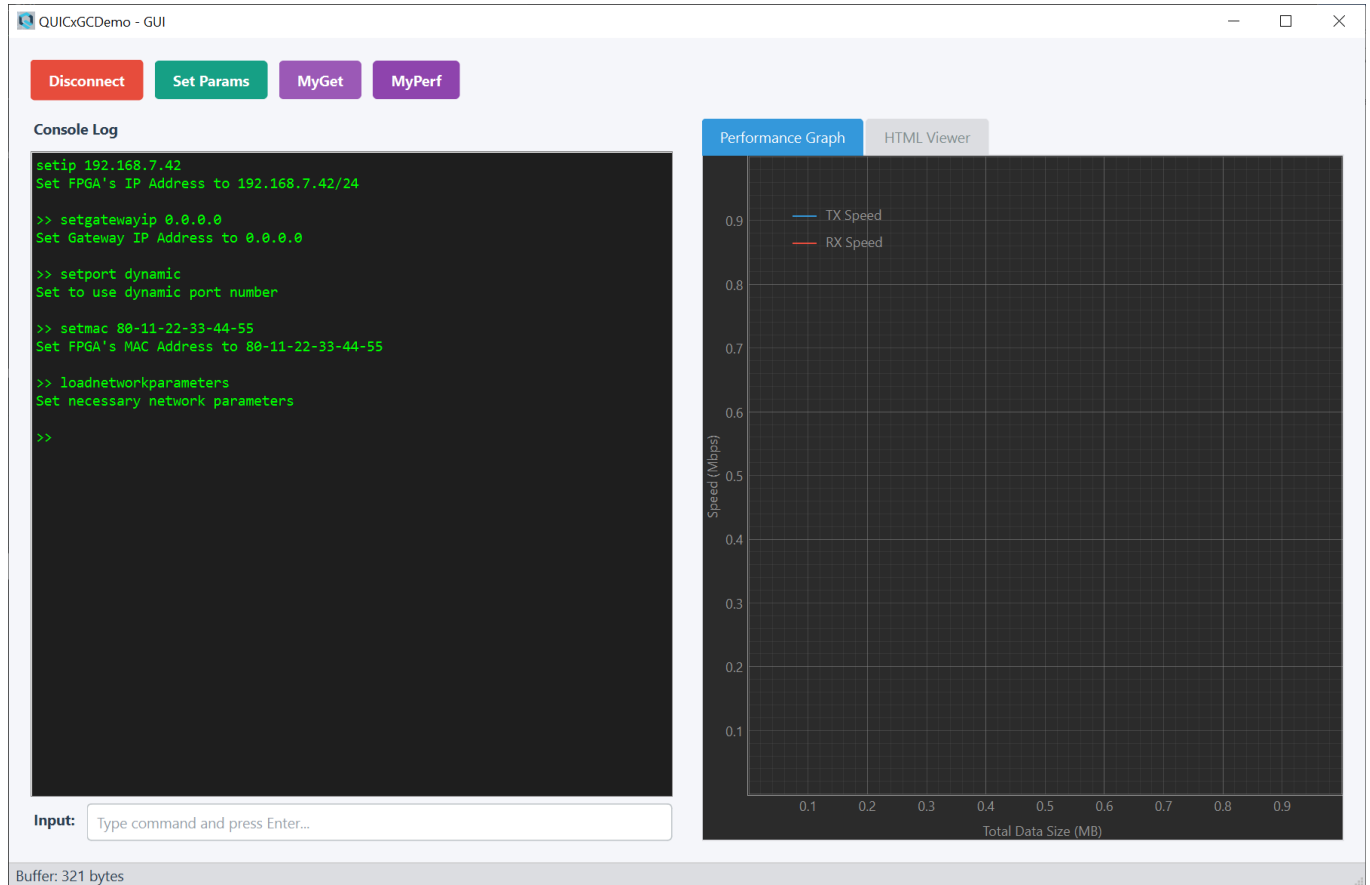 QUICxGCDemo - GUI
Disconnect
Set Params
MyGet
MyPerf
Console Log
setip 192.168.7.42
Set FPGA's IP Address to 192.168.7.42/24
>> setgatewayip 0.0.0.0
Set Gateway IP Address to 0.0.0.0
>> setport dynamic
Set to use dynamic port number
>> setmac 80-11-22-33-44-55
Set FPGA's MAC Address to 80-11-22-33-44-55
>> loadnetworkparameters
Set necessary network parameters
>>
Input:
Type command and press Enter...
Performance Graph
HTML Viewer
TX Speed
RX Speed
Speed (Mbps)
0.9
0.8
0.7
0.6
0.5
0.4
0.3
0.2
0.1
0.1 0.2 0.3 0.4 0.5 0.6 0.7 0.8 0.9
Total Data Size (MB)
Buffer: 321 bytes